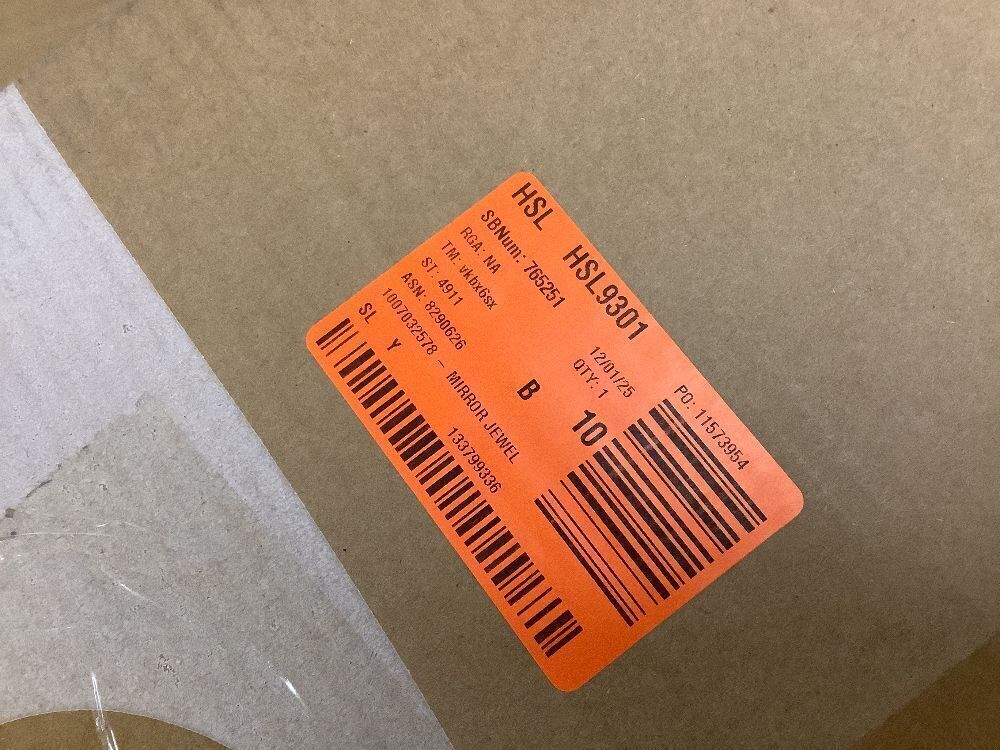 HSL HSL9301
SBNum: 765251
RGA: NA
TM: vkbx6sx
ST: 4911
ASN: 8290626
1007032578 - MIRROR JEWEL
SL Y 133799336
12/01/25
QTY: 1
B 10
PO: 11573954